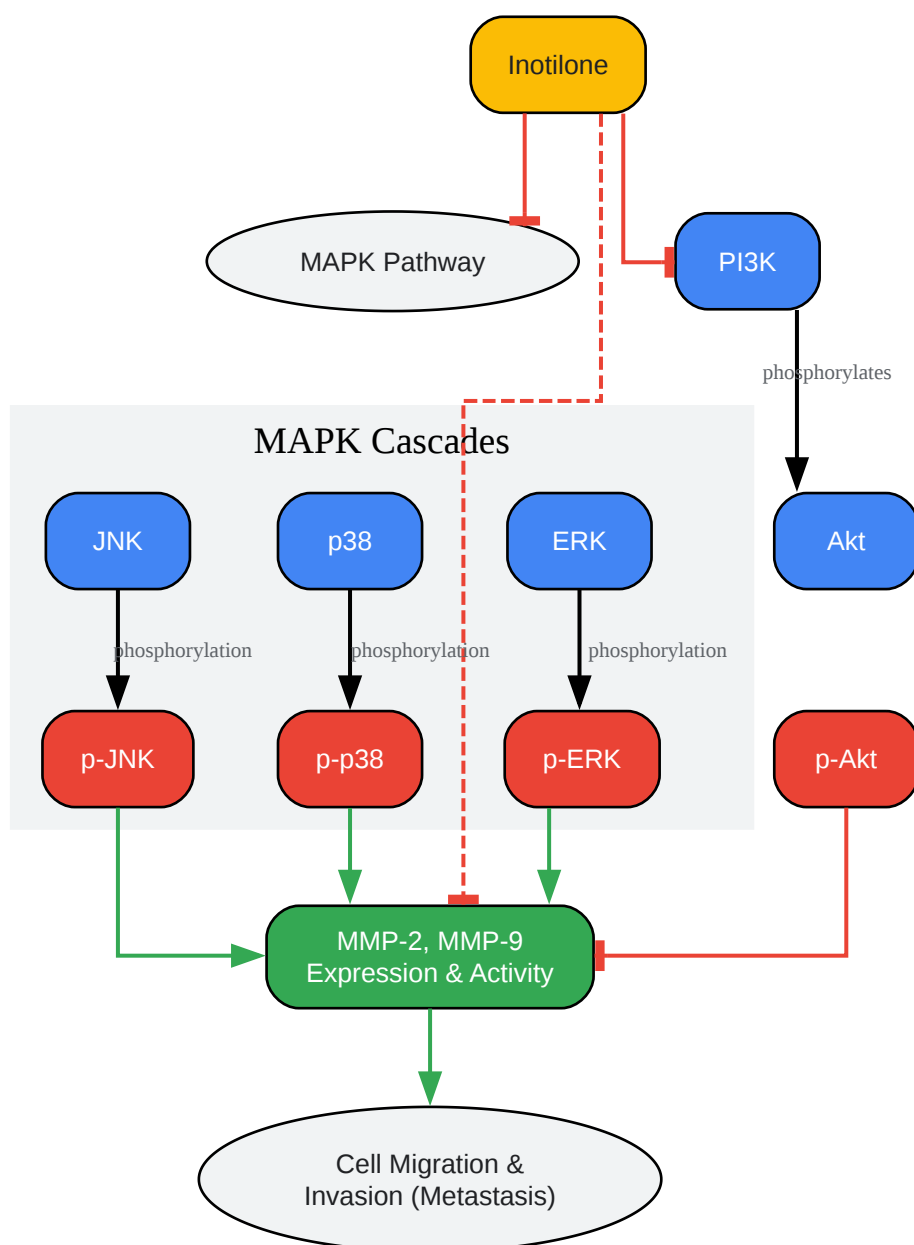 Inotilone
MAPK Pathway
PI3K
phosphorylates
MAPK Cascades
JNK
p38
ERK
Akt
phosphorylation
phosphorylation
phosphorylation
p-JNK
p-p38
p-ERK
p-Akt
MMP-2, MMP-9
Expression & Activity
Cell Migration &
Invasion (Metastasis)